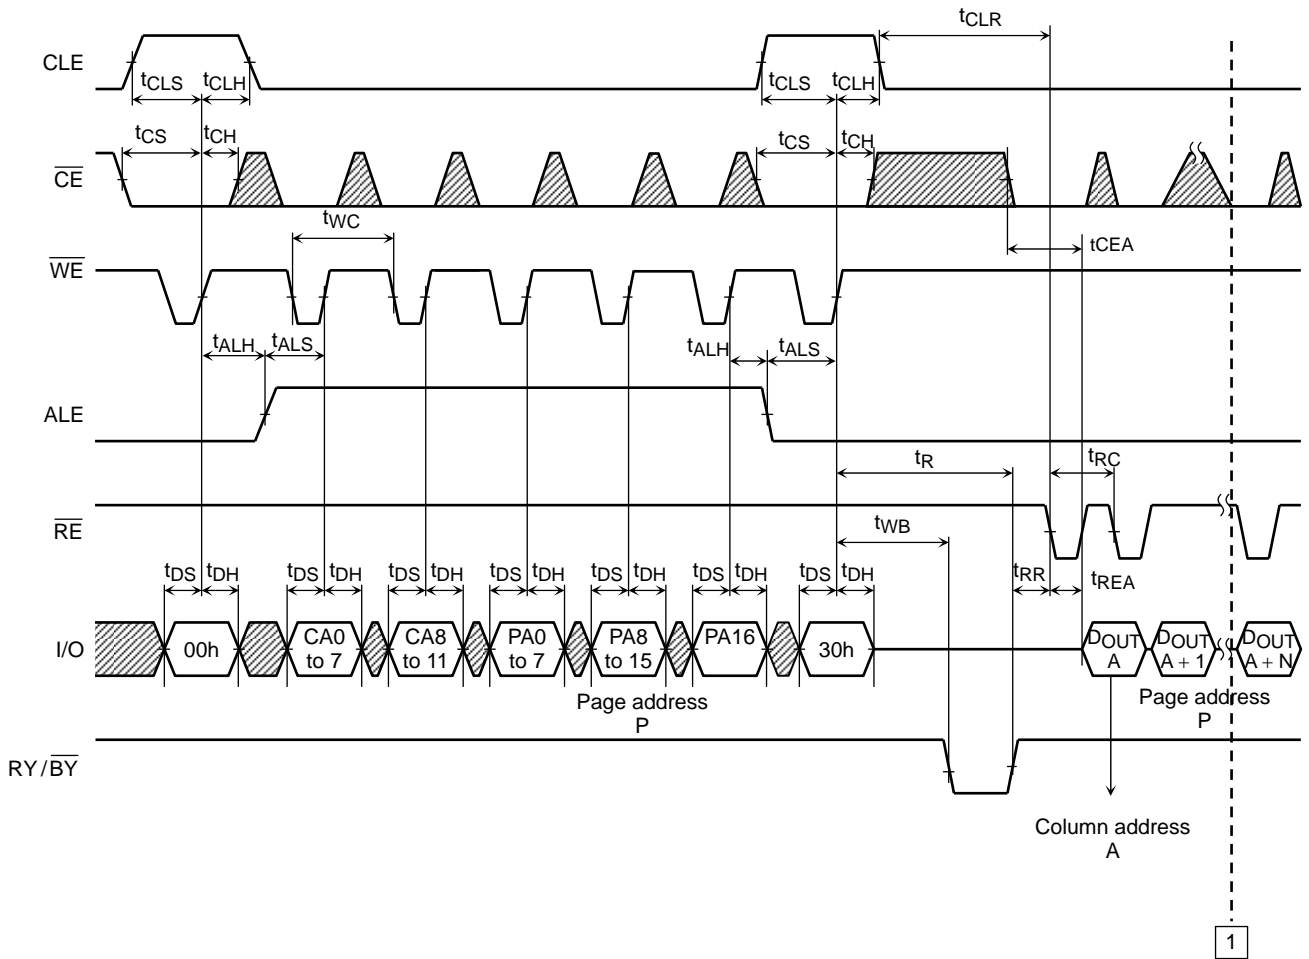 tCLR
CLE
tCLS tCLH tCLS tCLH
tCS tCH tCS tCH
CE
tWC tCEA
WE
tALH tALS tALH tALS
ALE
tR tRC
RE
tWB
tDS tDH tDS tDH tDS tDH tDS tDH tDS tDH tDS tDH tDS tDH tRR tREA
I/O 00h CA0 to 7 CA8 to 11 PA0 to 7 PA8 to 15 PA16 30h DOUT A DOUT A + 1 DOUT A + N
Page address P Page address P
RY/BY
Column address
A
1